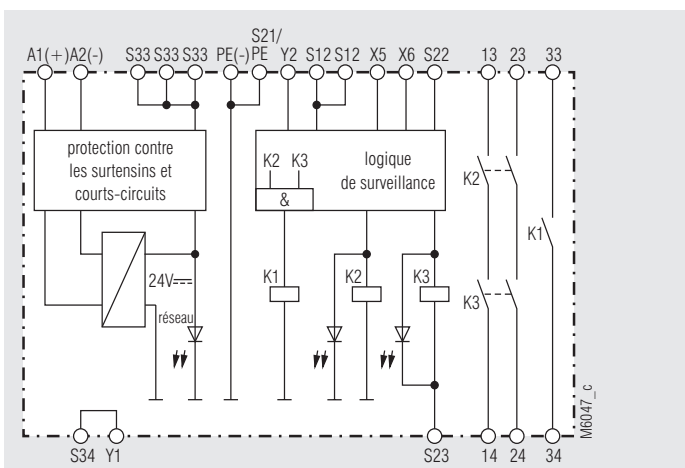 S21/
A1(+) A2(-) S33 S33 S33 PE(-) PE Y2 S12 S12 X5 X6 S22 13 23 33
protection contre
les surtensins et
courts-circuits
K2 K3
&
logique
de surveillance
K2
K1
24V
réseau
K1 K2 K3
K3
M6047_c
S34 Y1 S23 14 24 34